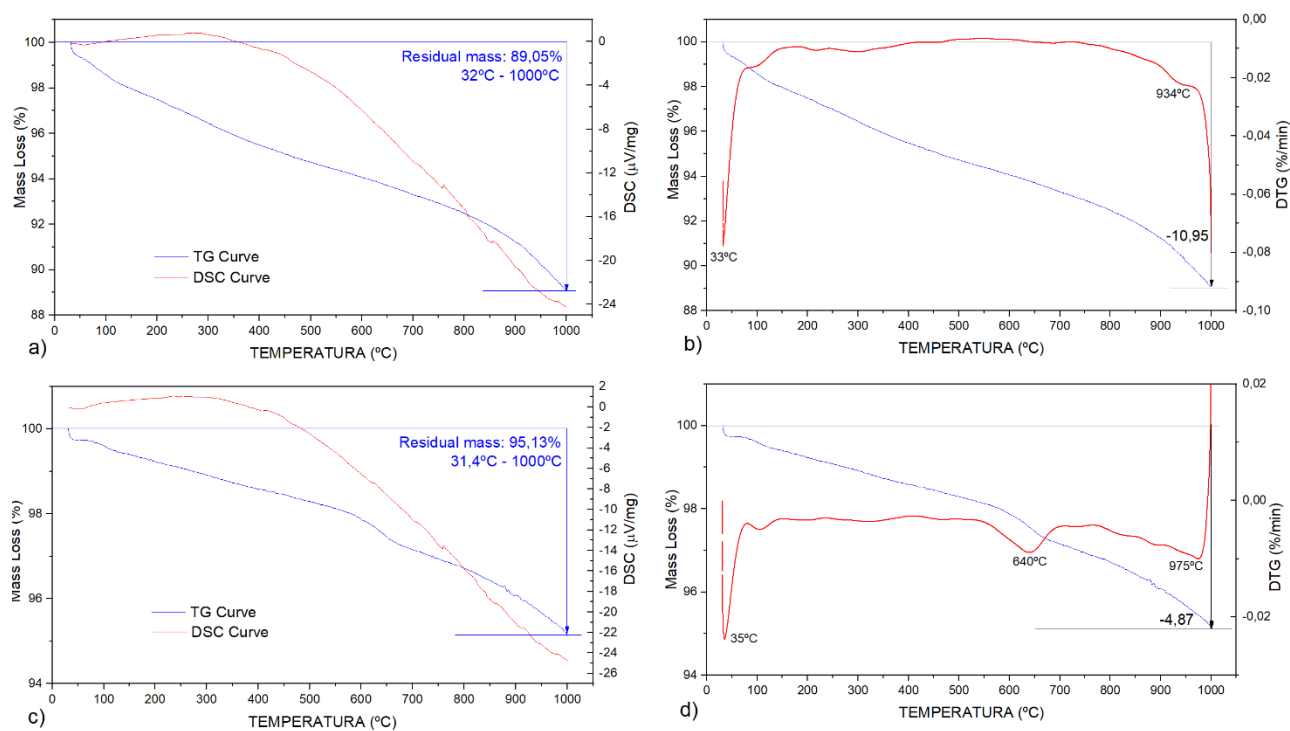 Residual mass: 89,05%
32ºC - 1000ºC
TG Curve
DSC Curve
Mass Loss (%)
100
98
96
94
92
90
88
0
-4
-8
-12
-16
-20
-24
DSC (µV/mg)
0 100 200 300 400 500 600 700 800 900 1000
TEMPERATURA (ºC)
a)
Mass Loss (%)
100
98
96
94
92
90
88
0,00
-0,02
-0,04
-0,06
-0,08
-0,10
DTG (%/min)
934ºC
-10,95
33ºC
0 100 200 300 400 500 600 700 800 900 1000
TEMPERATURA (ºC)
b)
Residual mass: 95,13%
31,4ºC - 1000ºC
TG Curve
DSC Curve
Mass Loss (%)
100
98
96
94
2
0
-2
-4
-6
-8
-10
-12
-14
-16
-18
-20
-22
-24
-26
DSC (µV/mg)
0 100 200 300 400 500 600 700 800 900 1000
TEMPERATURA (ºC)
c)
Mass Loss (%)
100
98
96
94
0,02
0,00
-0,02
DTG (%/min)
640ºC
975ºC
35ºC
-4,87
0 100 200 300 400 500 600 700 800 900 1000
TEMPERATURA (ºC)
d)